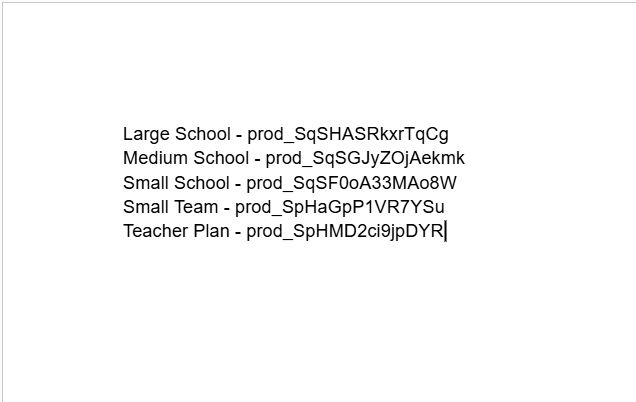 Large School - prod_SqSHASRkxrTqCg
Medium School - prod_SqSGJyZOjAekmk
Small School - prod_SqSF0oA33MAo8W
Small Team - prod_SpHaGpP1VR7YSu
Teacher Plan - prod_SpHMD2ci9jpDYR